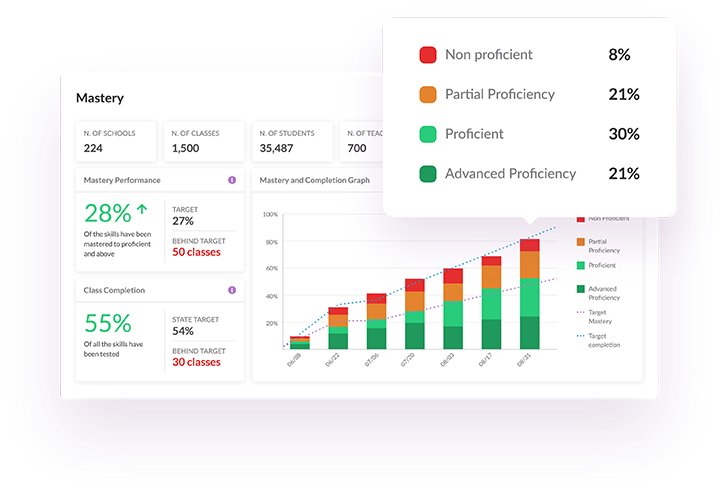 Non proficient 8%
Partial Proficiency 21%
Proficient 30%
Advanced Proficiency 21%
Mastery
N. OF SCHOOLS
224
N. OF CLASSES
1,500
N. OF STUDENTS
35,487
N. OF TEAC
700
Mastery Performance
28%
Of the skills have been
mastered to proficient
and above
TARGET
27%
BEHIND TARGET
50 classes
Class Completion
55%
Of all the skills have
been tested
STATE TARGET
54%
BEHIND TARGET
30 classes
Mastery and Completion Graph
100%
80%
60%
40%
20%
06/08
06/22
07/06
07/20
08/03
08/17
08/31
Non Proficient
Partial
Proficiency
Proficient
Advanced
Proficiency
Target
Mastery
Target
completion